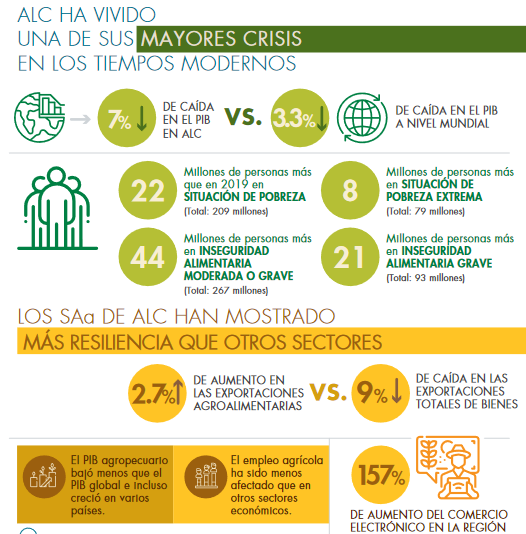 ALC HA VIVIDO
UNA DE SUS MAYORES CRISIS
EN LOS TIEMPOS MODERNOS
7%
DE CAÍDA
EN EL PIB
EN ALC
VS.
3.3%
DE CAÍDA EN EL PIB
A NIVEL MUNDIAL
22
Millones de personas más
que en 2019 en
SITUACIÓN DE POBREZA
(Total: 209 millones)
8
Millones de personas más
en SITUACIÓN DE
POBREZA EXTREMA
(Total: 79 millones)
44
Millones de personas más
en INSEGURIDAD
ALIMENTARIA
MODERADA O GRAVE
(Total: 267 millones)
21
Millones de personas más
en INSEGURIDAD
ALIMENTARIA GRAVE
(Total: 93 millones)
LOS SAa DE ALC HAN MOSTRADO
MÁS RESILIENCIA QUE OTROS SECTORES
2.7%
DE AUMENTO EN
LAS EXPORTACIONES
AGROALIMENTARIAS
VS.
9%
DE CAÍDA EN LAS
EXPORTACIONES
TOTALES DE BIENES
El PIB agropecuario
bajó menos que el
PIB global e incluso
creció en varios
países.
El empleo agrícola
ha sido menos
afectado que en
otros sectores
económicos.
157%
DE AUMENTO DEL COMERCIO
ELECTRÓNICO EN LA REGIÓN